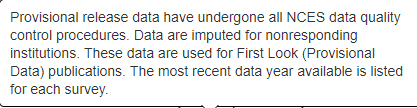 Provisional release data have undergone all NCES data quality
control procedures. Data are imputed for nonresponding
institutions. These data are used for First Look (Provisional
Data) publications. The most recent data year available is listed
for each survey.